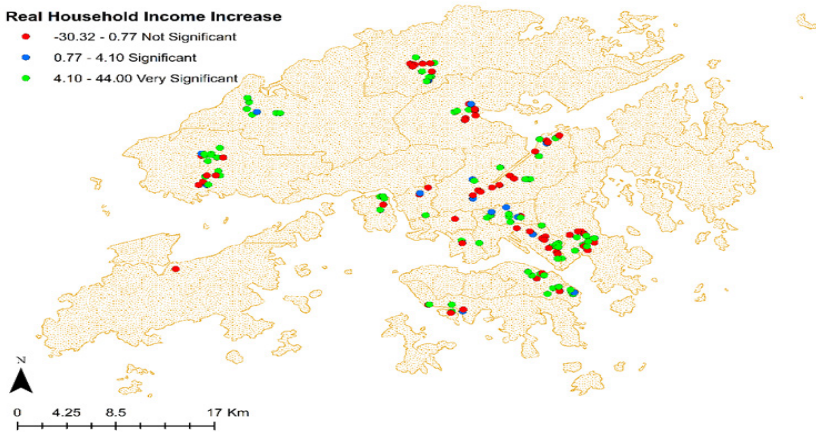 Real Household Income Increase
-30.32 - 0.77 Not Significant
0.77 - 4.10 Significant
4.10 - 44.00 Very Significant
N
0 4.25 8.5 17 Km